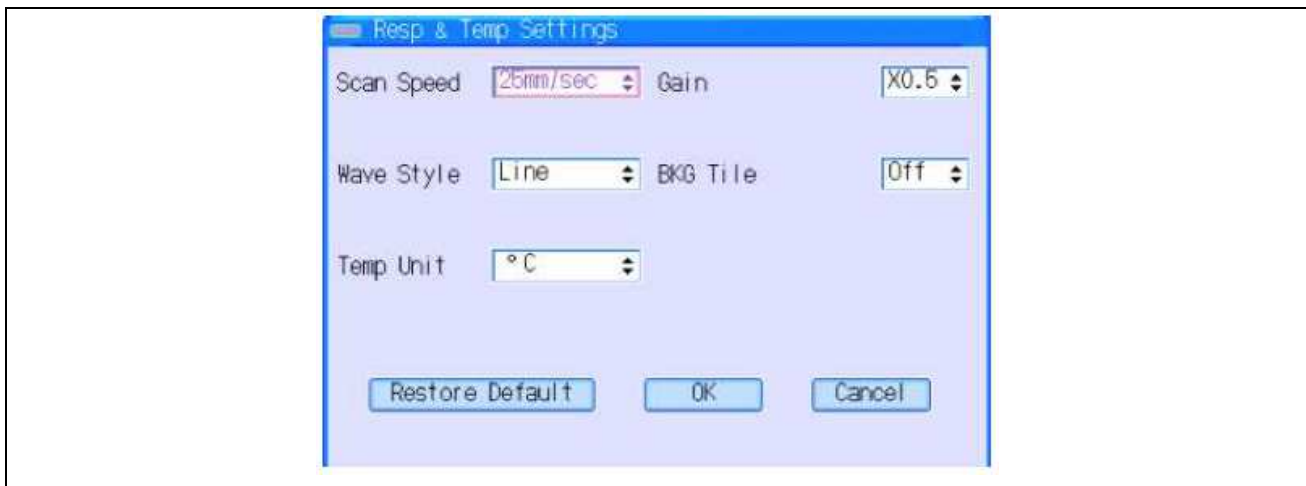 Resp & Temp Settings
Scan Speed 25mm/sec Gain X0.5
Wave Style Line BKG Tile Off
Temp Unit °C
Restore Default OK Cancel